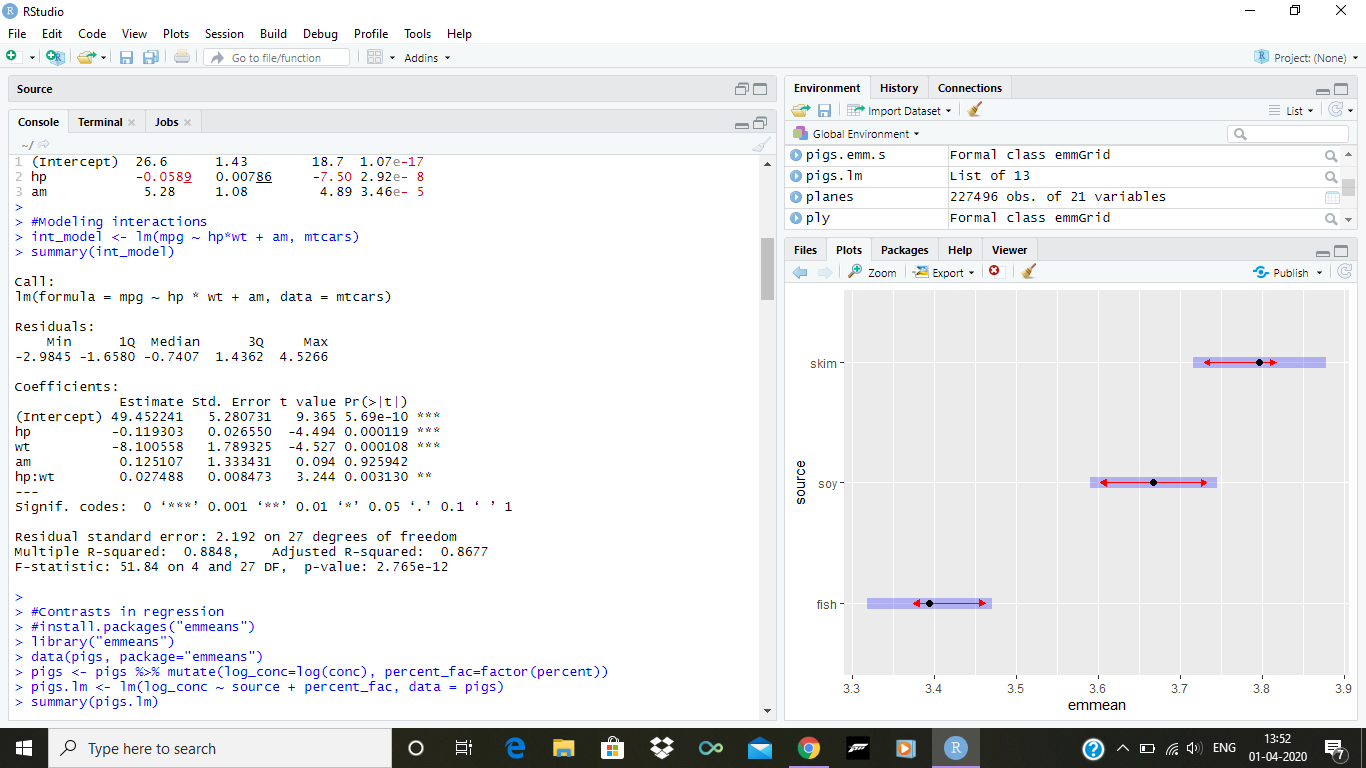 RStudio
File Edit Code View Plots Session Build Debug Profile Tools Help
Go to file/function Addins Project: (None)
Source
Console Terminal Jobs
~/
1 (Intercept) 26.6 1.43 18.7 1.07e-17
2 hp -0.0589 0.00786 -7.50 2.92e- 8
3 am 5.28 1.08 4.89 3.46e- 5
>
> #Modeling interactions
> int_model <- lm(mpg ~ hp*wt + am, mtcars)
> summary(int_model)
Call:
lm(formula = mpg ~ hp * wt + am, data = mtcars)
Residuals:
Min 1Q Median 3Q Max
-2.9845 -1.6580 -0.7407 1.4362 4.5266
Coefficients:
Estimate Std. Error t value Pr(>|t|)
(Intercept) 49.452241 5.280731 9.365 5.69e-10 ***
hp -0.119303 0.026550 -4.494 0.000119 ***
wt -8.100558 1.789325 -4.527 0.000108 ***
am 0.125107 1.333431 0.094 0.925942
hp:wt 0.027488 0.008473 3.244 0.003130 **
---
Signif. codes: 0 ‘***’ 0.001 ‘**’ 0.01 ‘*’ 0.05 ‘.’ 0.1 ‘ ’ 1
Residual standard error: 2.192 on 27 degrees of freedom
Multiple R-squared: 0.8848, Adjusted R-squared: 0.8677
F-statistic: 51.84 on 4 and 27 DF, p-value: 2.765e-12
>
> #Contrasts in regression
> #install.packages("emmeans")
> library("emmeans")
> data(pigs, package="emmeans")
> pigs <- pigs %>% mutate(log_conc=log(conc), percent_fac=factor(percent))
> pigs.lm <- lm(log_conc ~ source + percent_fac, data = pigs)
> summary(pigs.lm)
Environment History Connections
Import Dataset List
Global Environment
pigs.emm.s Formal class emmGrid
pigs.lm List of 13
planes 227496 obs. of 21 variables
ply Formal class emmGrid
Files Plots Packages Help Viewer
Zoom Export Publish
skim
soy
fish
source
3.3 3.4 3.5 3.6 3.7 3.8 3.9
emmean
Type here to search
ENG
13:52
01-04-2020
7